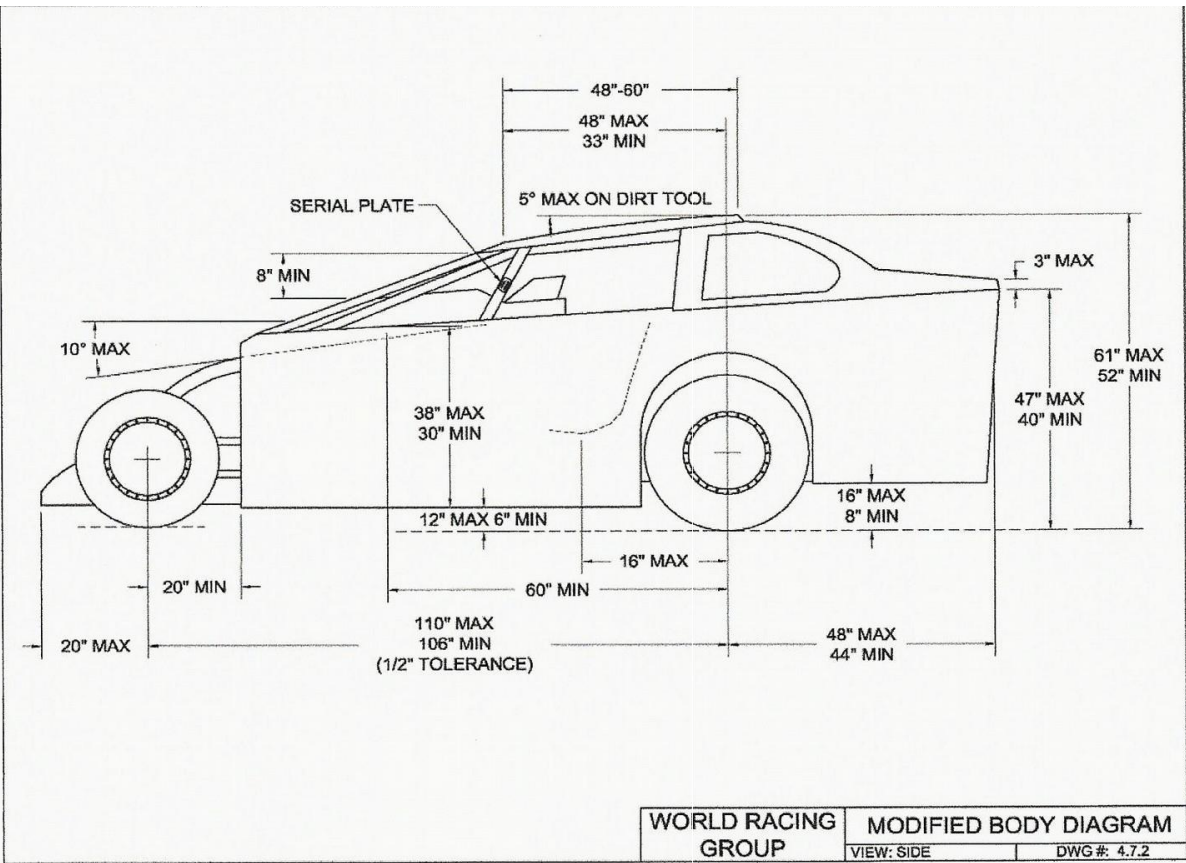 48"-60"
48" MAX
33" MIN
SERIAL PLATE
5° MAX ON DIRT TOOL
8" MIN
3" MAX
10° MAX
61" MAX
52" MIN
38" MAX
30" MIN
47" MAX
40" MIN
16" MAX
8" MIN
12" MAX 6" MIN
16" MAX
20" MIN
60" MIN
20" MAX
110" MAX
106" MIN
(1/2" TOLERANCE)
48" MAX
44" MIN
WORLD RACING
GROUP
MODIFIED BODY DIAGRAM
VIEW: SIDE
DWG #: 4.7.2